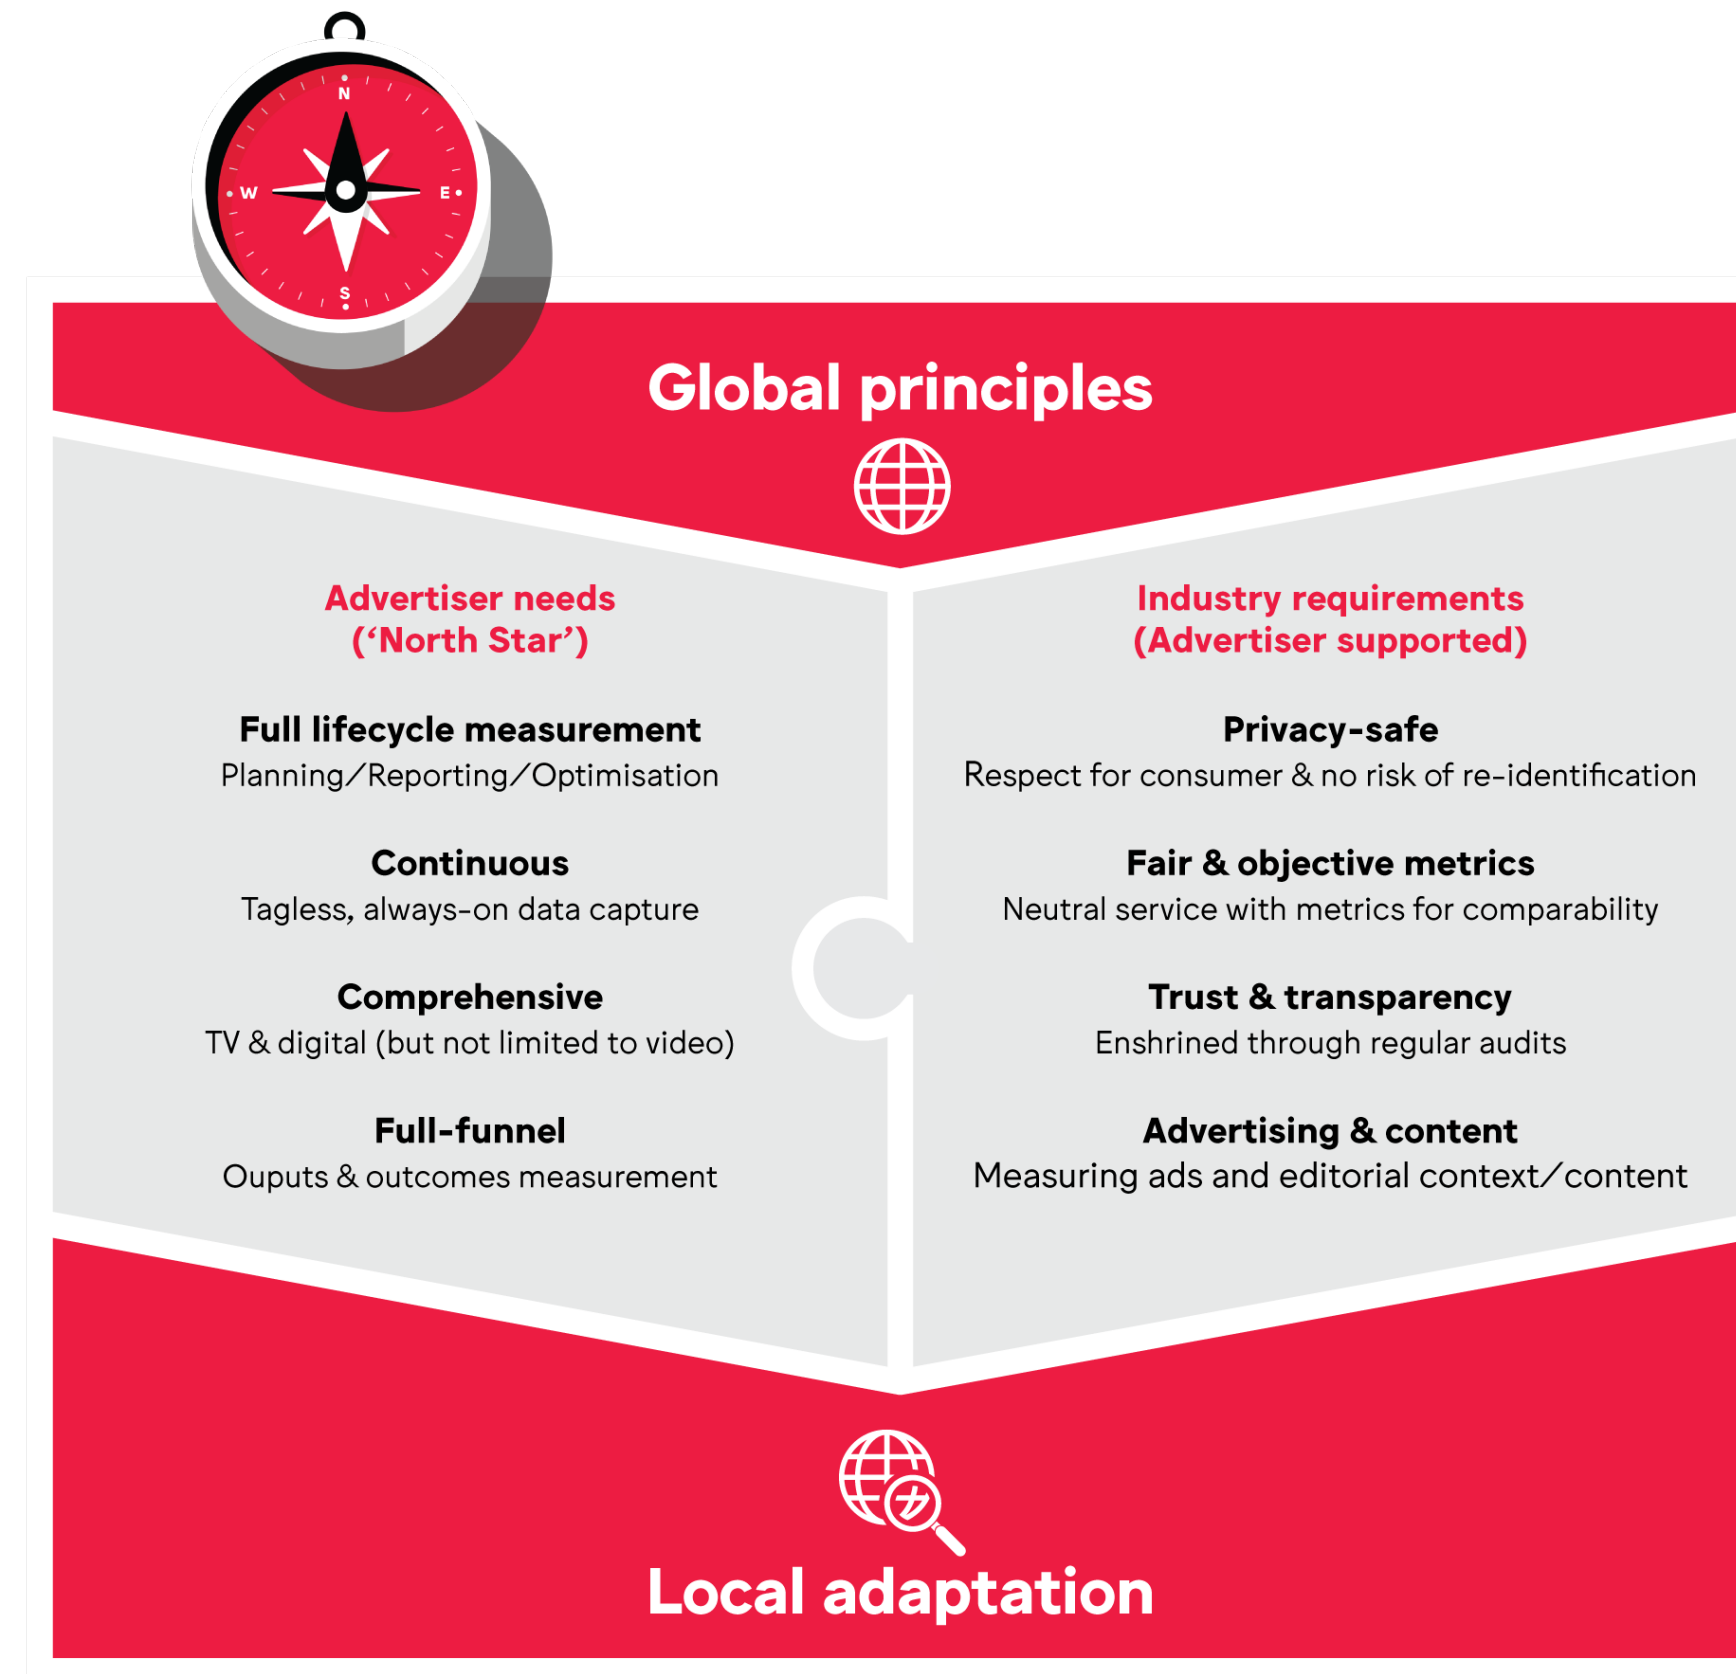 N
W
E
S
Global principles
Advertiser needs
(‘North Star’)
Full lifecycle measurement
Planning/Reporting/Optimisation
Continuous
Tagless, always-on data capture
Comprehensive
TV & digital (but not limited to video)
Full-funnel
Ouputs & outcomes measurement
Industry requirements
(Advertiser supported)
Privacy-safe
Respect for consumer & no risk of re-identification
Fair & objective metrics
Neutral service with metrics for comparability
Trust & transparency
Enshrined through regular audits
Advertising & content
Measuring ads and editorial context/content
Local adaptation